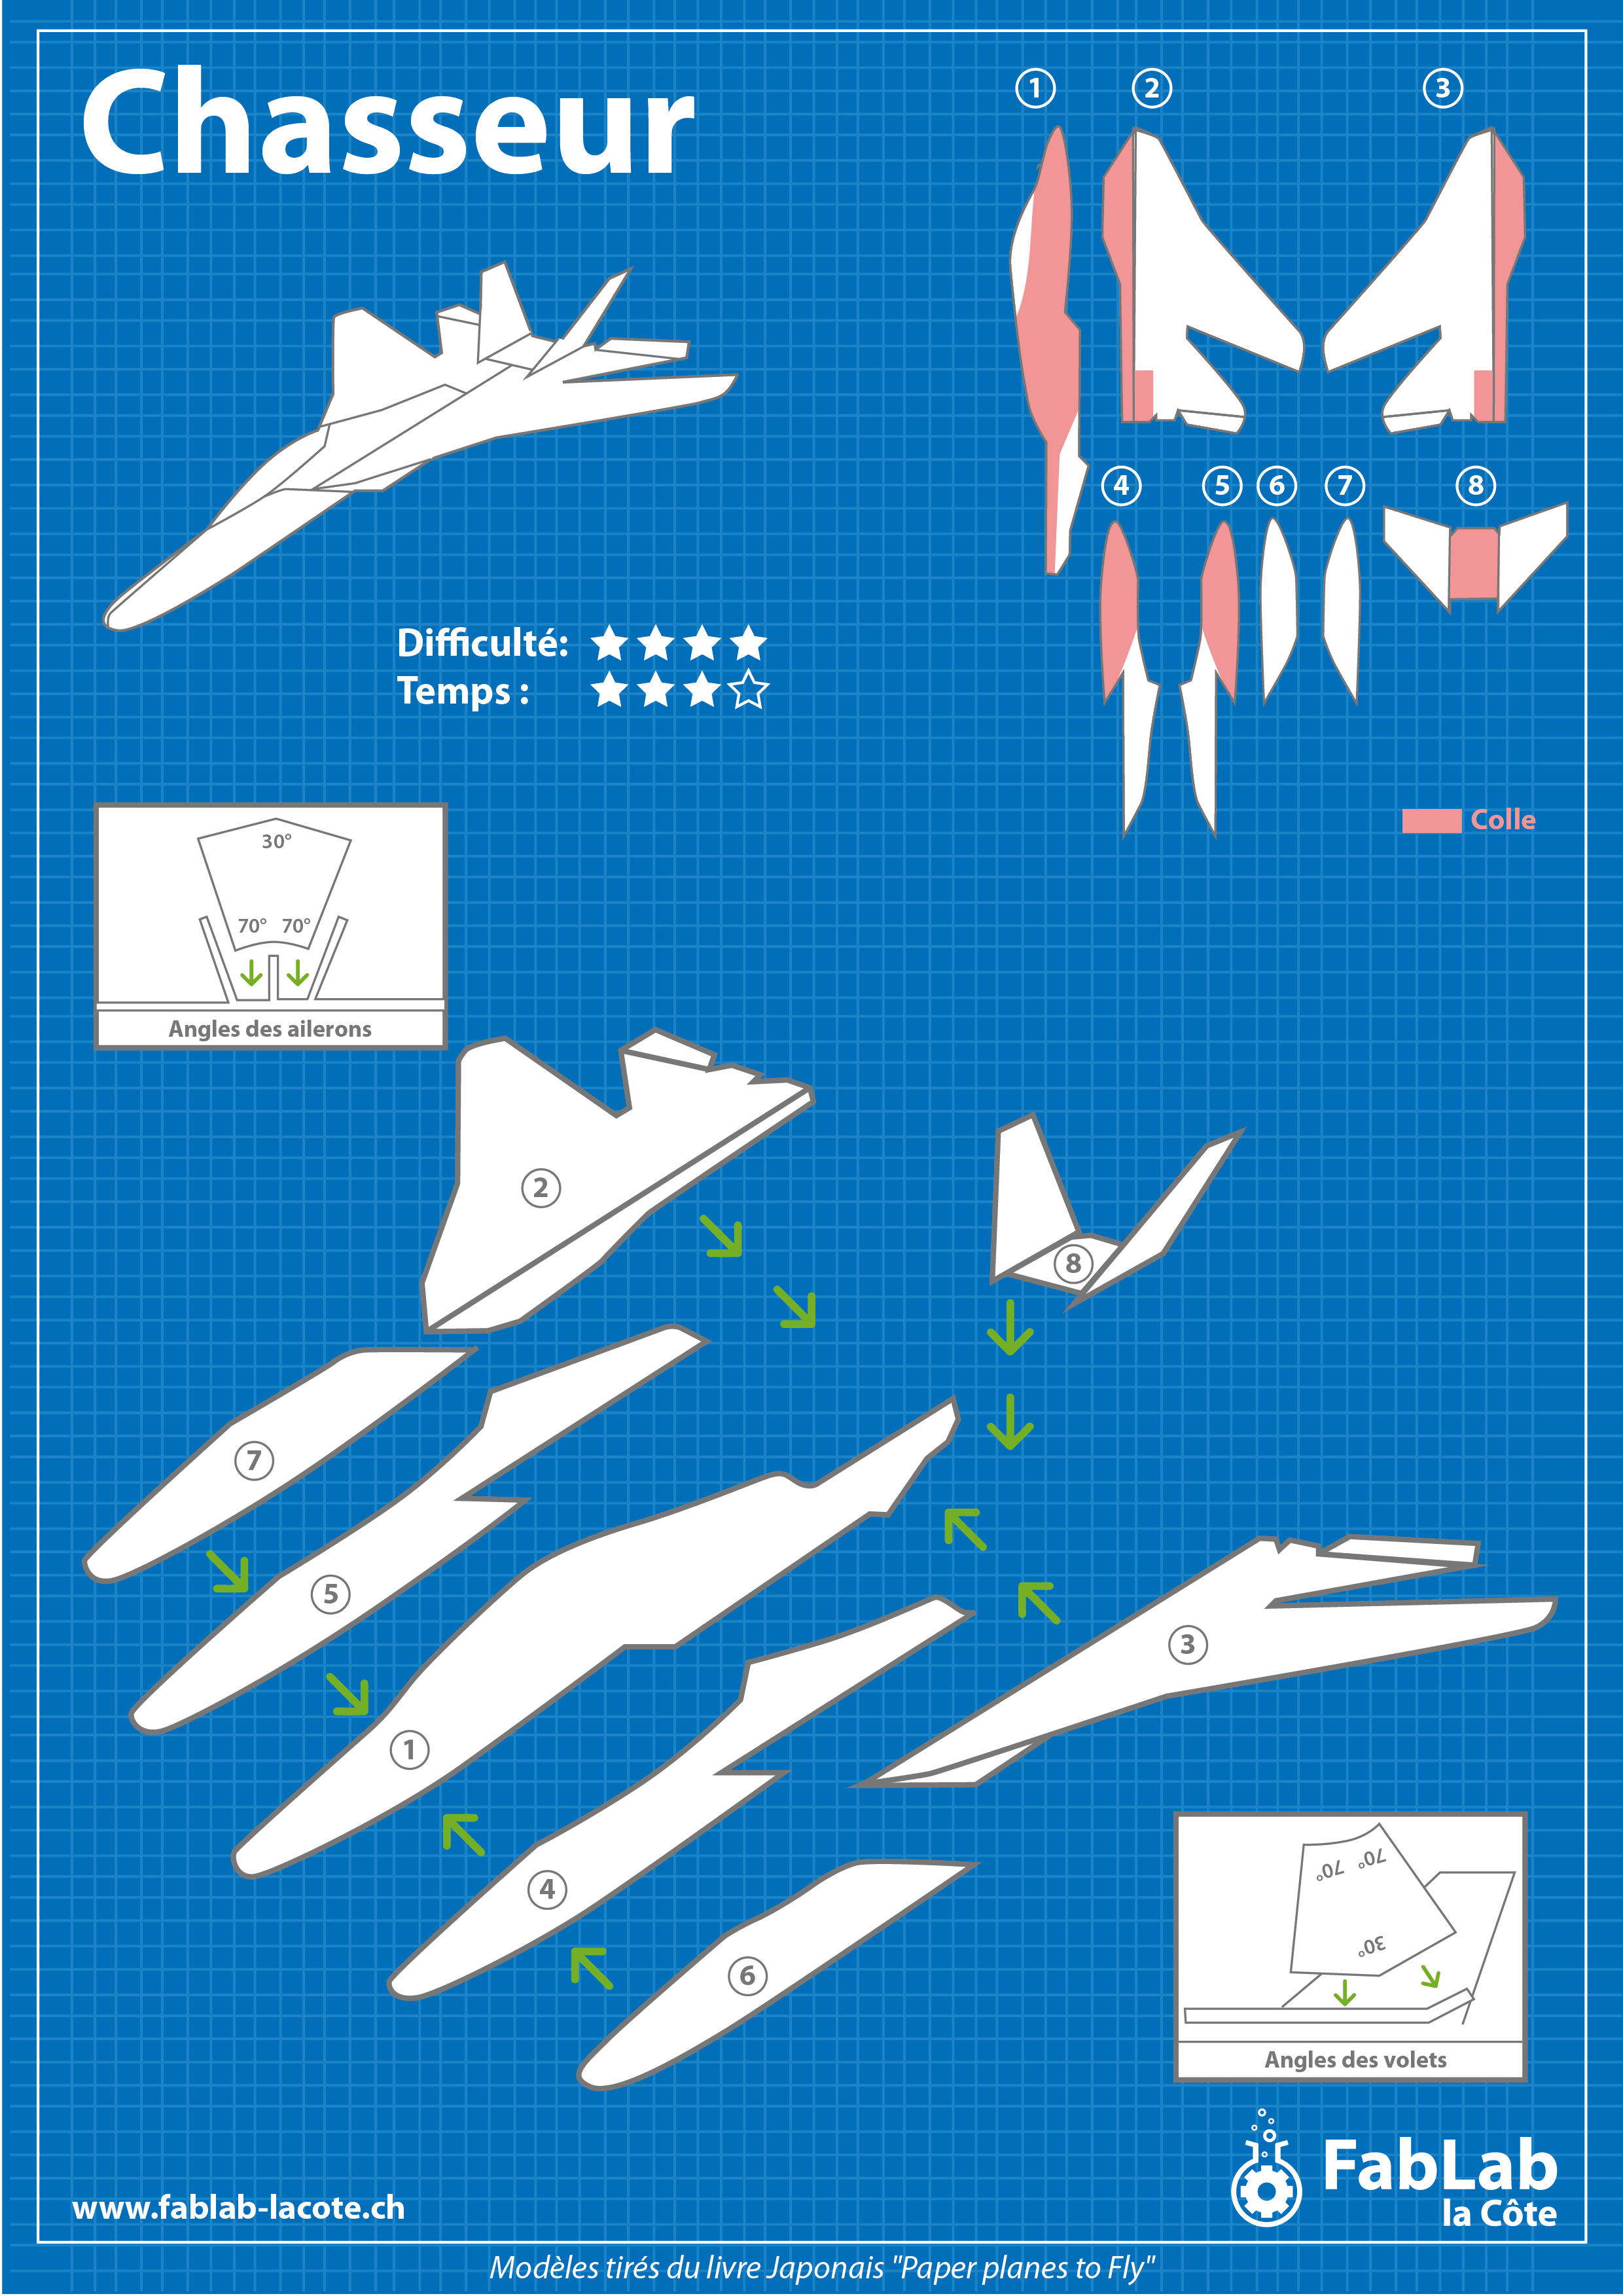 Chasseur
1
2
3
4
5
6
7
8
Difficulté:
Temps :
Colle
30°
70° 70°
Angles des ailerons
2
8
7
5
3
1
4
6
70° 70°
30°
Angles des volets
FabLab
la Côte
www.fablab-lacote.ch
Modèles tirés du livre Japonais "Paper planes to Fly"